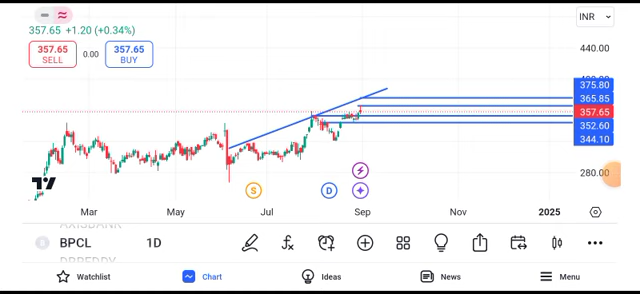 INR
357.65 +1.20 (+0.34%)
357.65
SELL
0.00
357.65
BUY
440.00
375.80
365.85
357.65
352.60
344.10
280.00
S
D
Mar May Jul Sep Nov 2025
BPCL 1D
Watchlist Chart Ideas News Menu